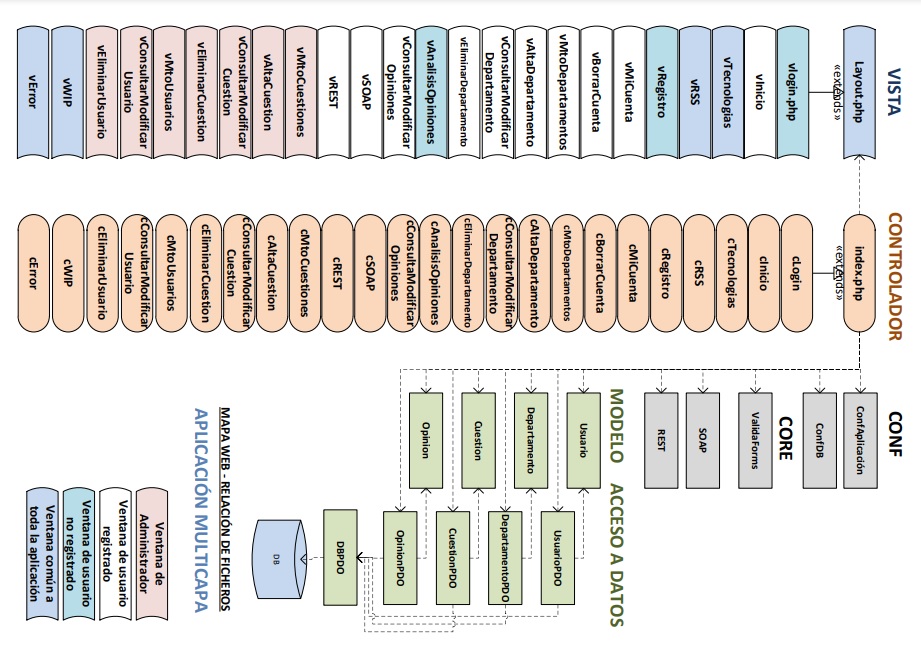 VISTA
Layout.php
«extends»
vlogin.php
vInicio
vTecnologias
vRSS
vRegistro
vMiCuenta
vBorrarCuenta
vMtoDepartamentos
vAltaDepartamento
vConsultarModificar
Departamento
vEliminarDepartamento
vAnalisisOpiniones
vConsultarModificar
Opiniones
vSOAP
vREST
vMtoCuestiones
vAltaCuestion
vConsultarModificar
Cuestion
vEliminarCuestion
vMtoUsuarios
vConsultarModificar
Usuario
vEliminarUsuario
vWIP
vError
CONTROLADOR
index.php
«extends»
cLogin
cInicio
cTecnologias
cRSS
cRegistro
cMiCuenta
cBorrarCuenta
cMtoDepartamentos
cAltaDepartamento
cConsultarModificar
Departamento
cEliminarDepartamento
cAnalisisOpiniones
cConsultaModificar
Opiniones
cSOAP
cREST
cMtoCuestiones
cAltaCuestion
cConsultarModificar
Cuestion
cEliminarCuestion
cMtoUsuarios
cConsultarModificar
Usuario
cEliminarUsuario
cWIP
cError
CONF
ConfAplicación
ConfDB
CORE
ValidaForms
SOAP
REST
MODELO
ACCESO A DATOS
Usuario
UsuarioPDO
Departamento
DepartamentoPDO
Cuestion
CuestionPDO
Opinion
OpinionPDO
DBPDO
DB
MAPA WEB - RELACIÓN DE FICHEROS
APLICACIÓN MULTICAPA
Ventana de
Administrador
Ventana de usuario
registrado
Ventana de usuario
no registrado
Ventana común a
toda la aplicación